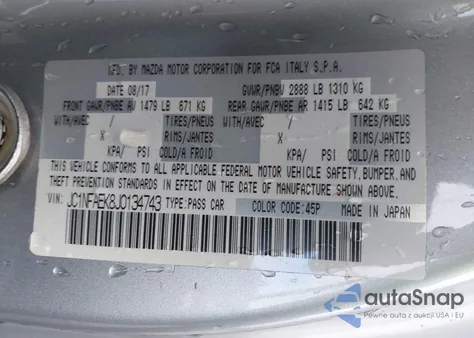 MFD. BY MAZDA MOTOR CORPORATION FOR FCA ITALY S.P.A.
DATE 08/17 GVWR/PNBV 2888 LB 1310 KG
FRONT GAWR/PNBE AV 1479 LB 671 KG REAR GAWR/PNBE AR 1415 LB 642 KG
WITH/AVEC / TIRES/PNEUS WITH/AVEC / TIRES/PNEUS
X RIMS/JANTES X RIMS/JANTES
KPA/ PSI COLD/A FROID KPA/ PSI COLD/A FROID
THIS VEHICLE CONFORMS TO ALL APPLICABLE FEDERAL MOTOR VEHICLE SAFETY, BUMPER, AND
THEFT PREVENTION STANDARDS IN EFFECT ON THE DATE OF MANUFACTURE SHOWN ABOVE.
VIN: JC1NFAEK8J0134743 TYPE: PASS CAR COLOR CODE: 45P MADE IN JAPAN
autoSnap
Portal aut z aukcji USA i EU